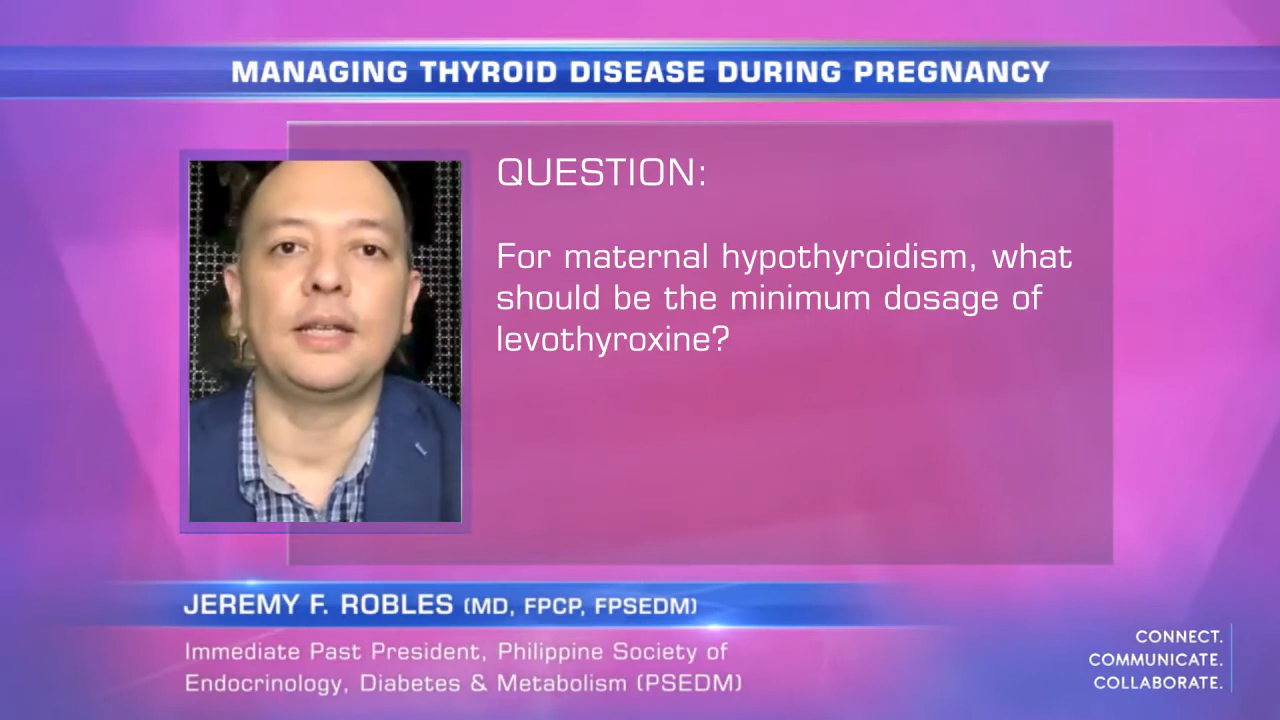 MANAGING THYROID DISEASE DURING PREGNANCY
QUESTION:
For maternal hypothyroidism, what
should be the minimum dosage of
levothyroxine?
JEREMY F. ROBLES (MD, FPCP, FPSEDM)
Immediate Past President, Philippine Society of
Endocrinology, Diabetes & Metabolism (PSEDM)
CONNECT.
COMMUNICATE.
COLLABORATE.